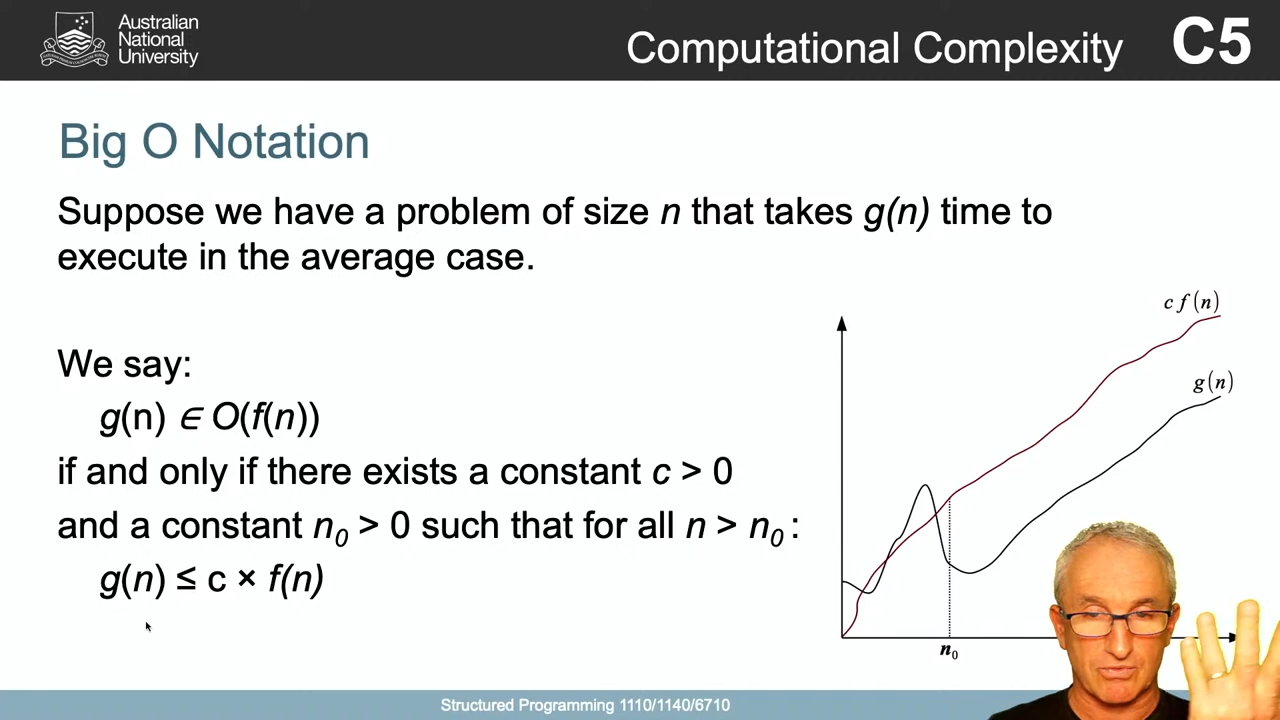 Australian
National
University
Computational Complexity C5
Big O Notation
Suppose we have a problem of size n that takes g(n) time to
execute in the average case.
We say:
g(n) ∈ O(f(n))
if and only if there exists a constant c > 0
and a constant n₀ > 0 such that for all n > n₀ :
g(n) ≤ c × f(n)
c f(n)
g(n)
n₀
Structured Programming 1110/1140/6710